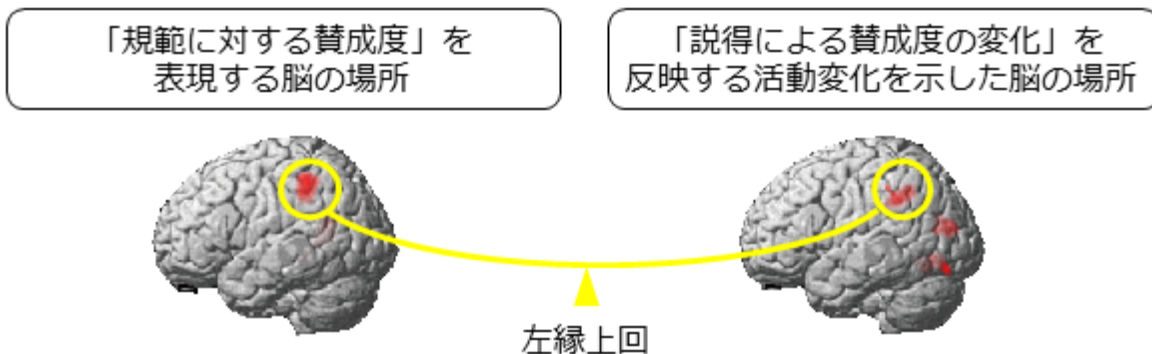 「規範に対する賛成度」を
表現する脳の場所
「説得による賛成度の変化」を
反映する活動変化を示した脳の場所
左縁上回